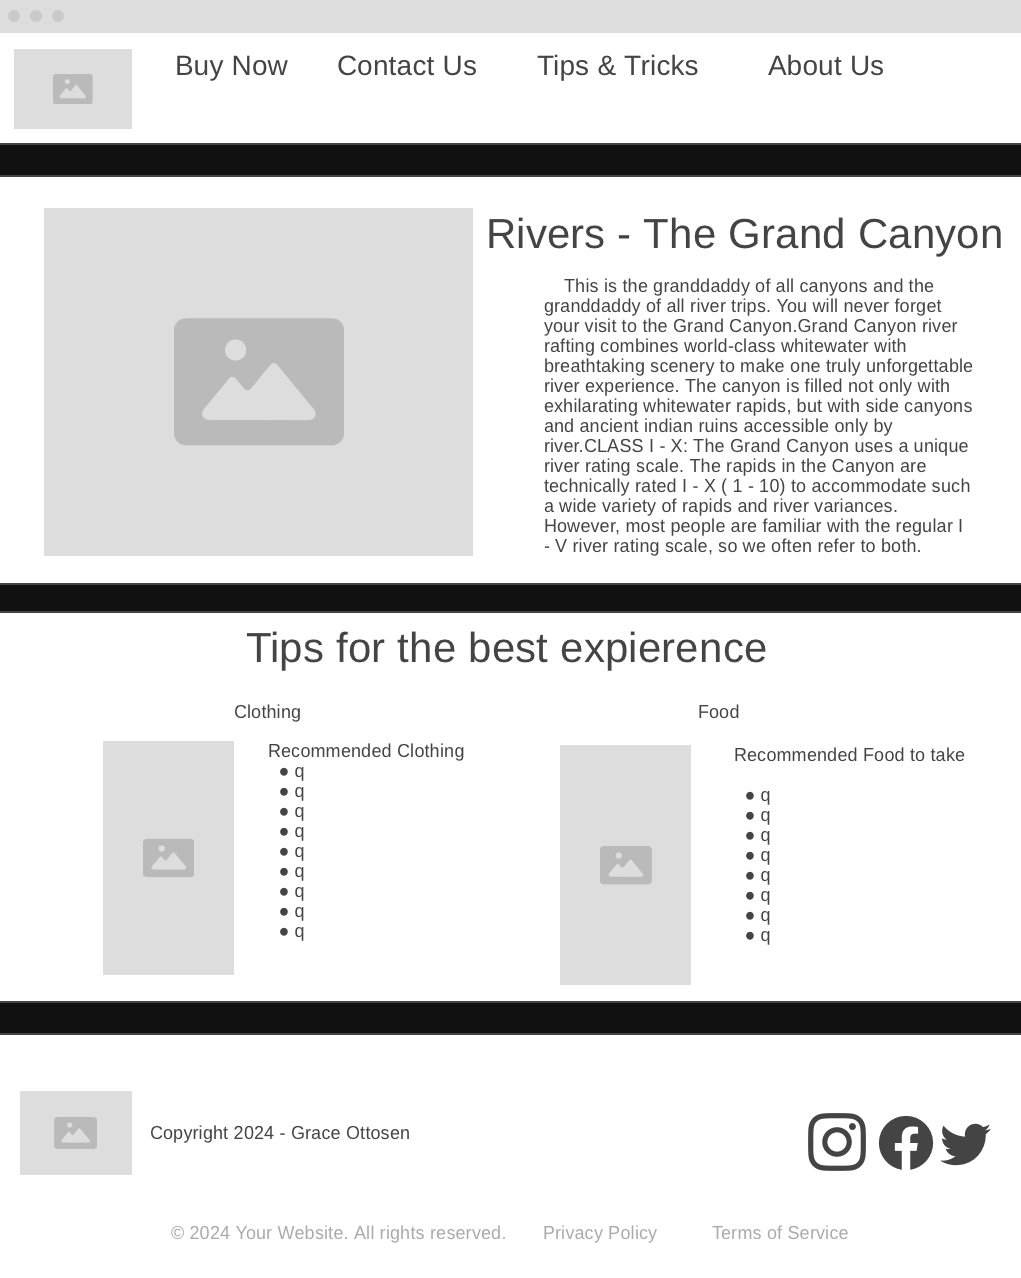 Buy Now Contact Us Tips & Tricks About Us
Rivers - The Grand Canyon
This is the granddaddy of all canyons and the
granddaddy of all river trips. You will never forget
your visit to the Grand Canyon.Grand Canyon river
rafting combines world-class whitewater with
breathtaking scenery to make one truly unforgettable
river experience. The canyon is filled not only with
exhilarating whitewater rapids, but with side canyons
and ancient indian ruins accessible only by
river.CLASS I - X: The Grand Canyon uses a unique
river rating scale. The rapids in the Canyon are
technically rated I - X ( 1 - 10) to accommodate such
a wide variety of rapids and river variances.
However, most people are familiar with the regular I
- V river rating scale, so we often refer to both.
Tips for the best expierence
Clothing
Recommended Clothing
● q
● q
● q
● q
● q
● q
● q
● q
● q
Food
Recommended Food to take
● q
● q
● q
● q
● q
● q
● q
● q
Copyright 2024 - Grace Ottosen
© 2024 Your Website. All rights reserved. Privacy Policy Terms of Service